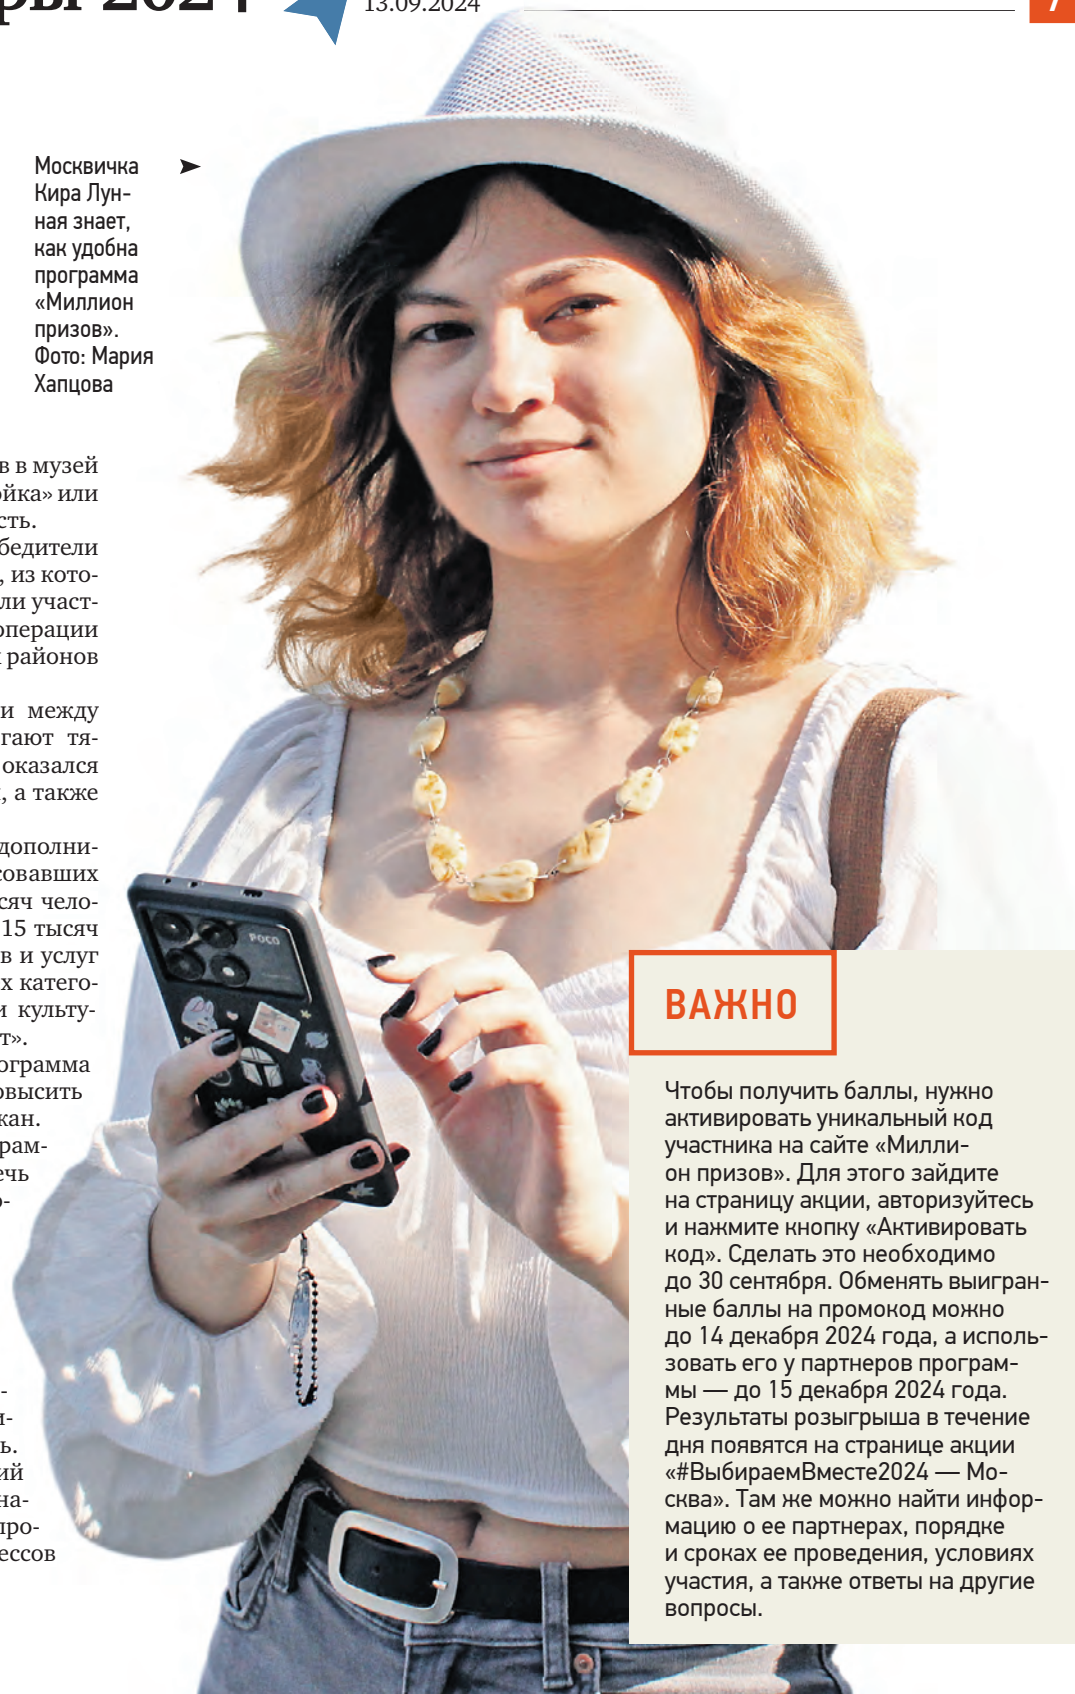 13.09.2024
7
Москвичка
Кира Лун-
ная знает,
как удобна
программа
«Миллион
призов».
Фото: Мария
Хапцова
в в музей
ойка» или
сть.
бедители
, из кото-
ли участ-
операции
районов
и между
гают тя-
оказался
, а также
дополни-
совавших
сяч чело-
15 тысяч
в и услуг
х катего-
и культу-
т».
ограмма
овысить
кан.
рам-
ечь
о-
и-
ь.
ий
на-
про-
ессов
POCO
ВАЖНО
Чтобы получить баллы, нужно
активировать уникальный код
участника на сайте «Милли-
он призов». Для этого зайдите
на страницу акции, авторизуйтесь
и нажмите кнопку «Активировать
код». Сделать это необходимо
до 30 сентября. Обменять выигран-
ные баллы на промокод можно
до 14 декабря 2024 года, а исполь-
зовать его у партнеров програм-
мы — до 15 декабря 2024 года.
Результаты розыгрыша в течение
дня появятся на странице акции
«#ВыбираемВместе2024 — Мо-
сква». Там же можно найти инфор-
мацию о ее партнерах, порядке
и сроках ее проведения, условиях
участия, а также ответы на другие
вопросы.